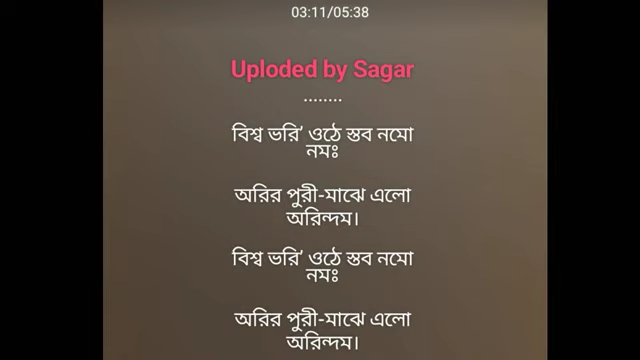 03:11/05:38
Uploded by Sagar
........
বিশ্ব ভরি’ ওঠে স্তব নমো
নমঃ
অরির পুরী-মাঝে এলো
অরিন্দম।
বিশ্ব ভরি’ ওঠে স্তব নমো
নমঃ
অরির পুরী-মাঝে এলো
অরিন্দম।